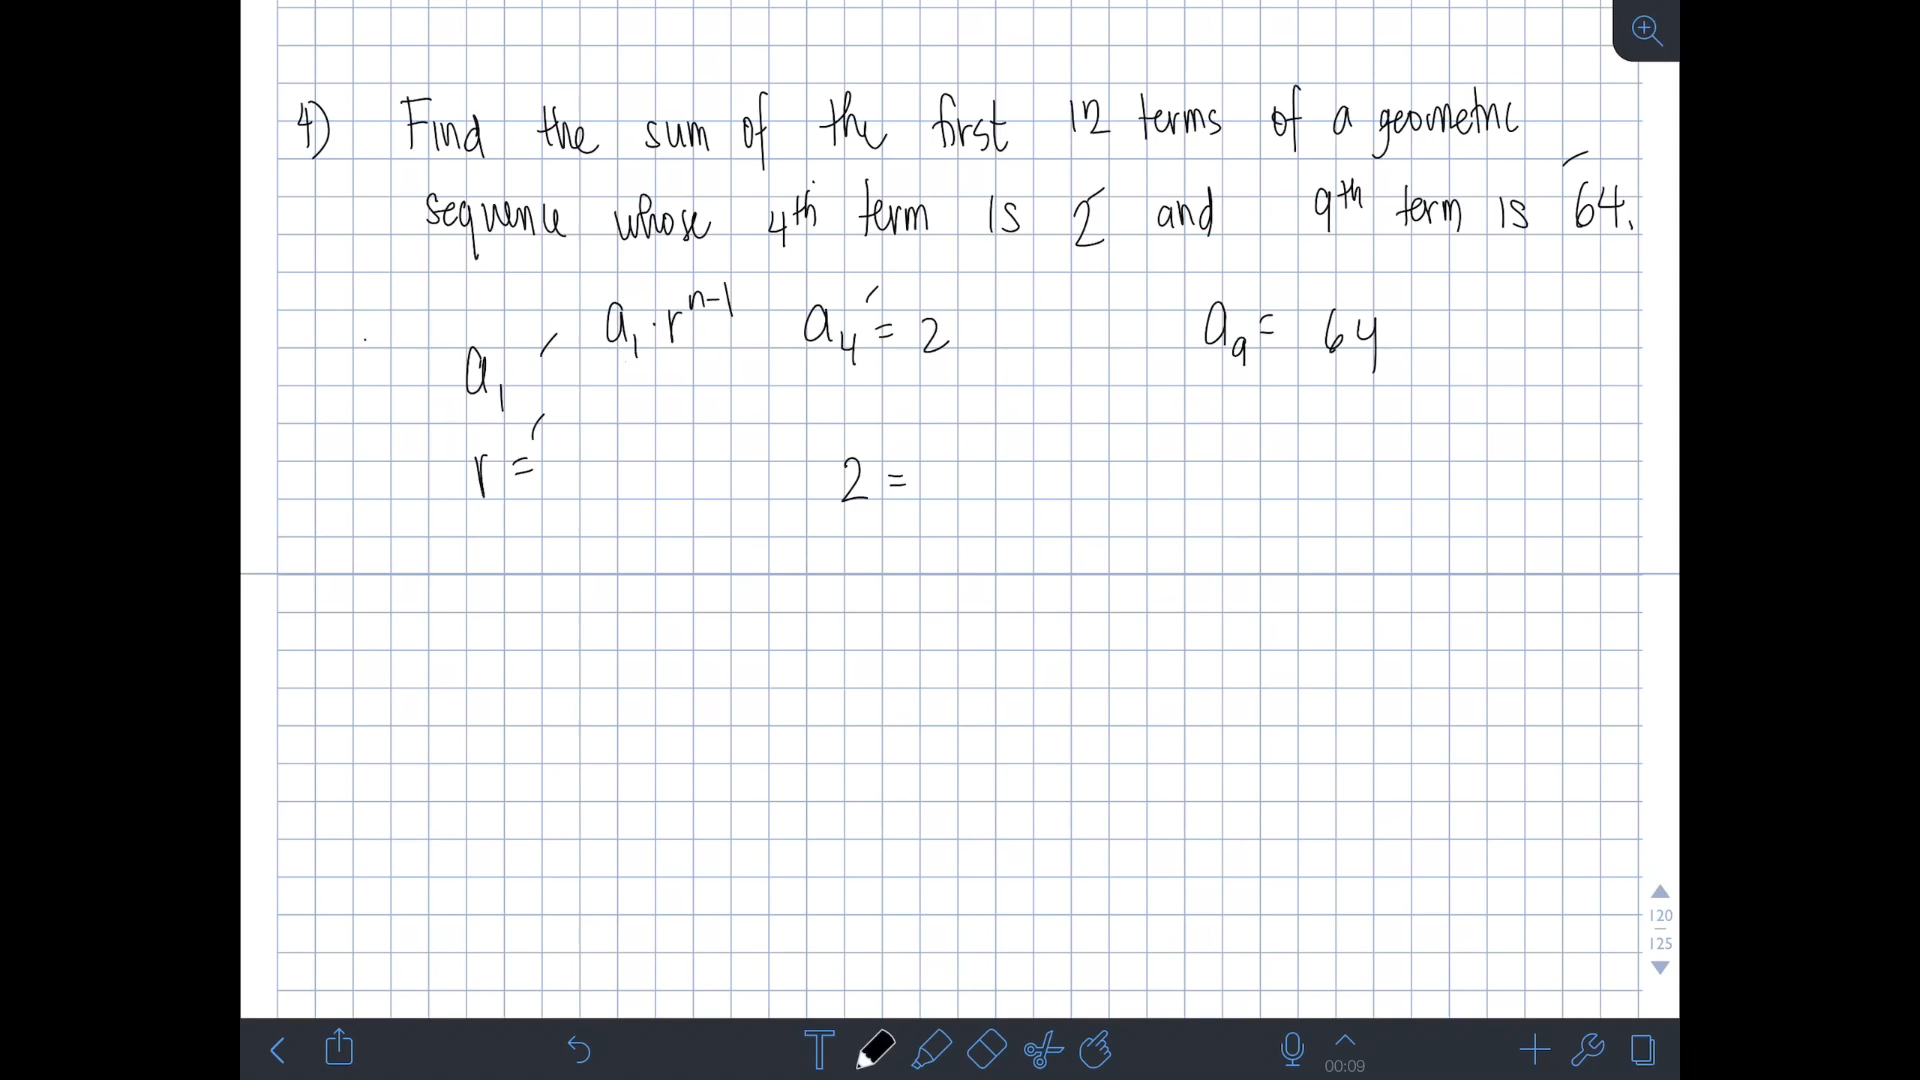 4) Find the sum of the first 12 terms of a geometric
sequence whose 4th term is 2 and 9th term is 64.
a₁ · rⁿ⁻¹ a₄ = 2 a₉ = 64
a₁
r =
2 =
120
125
T
00:09